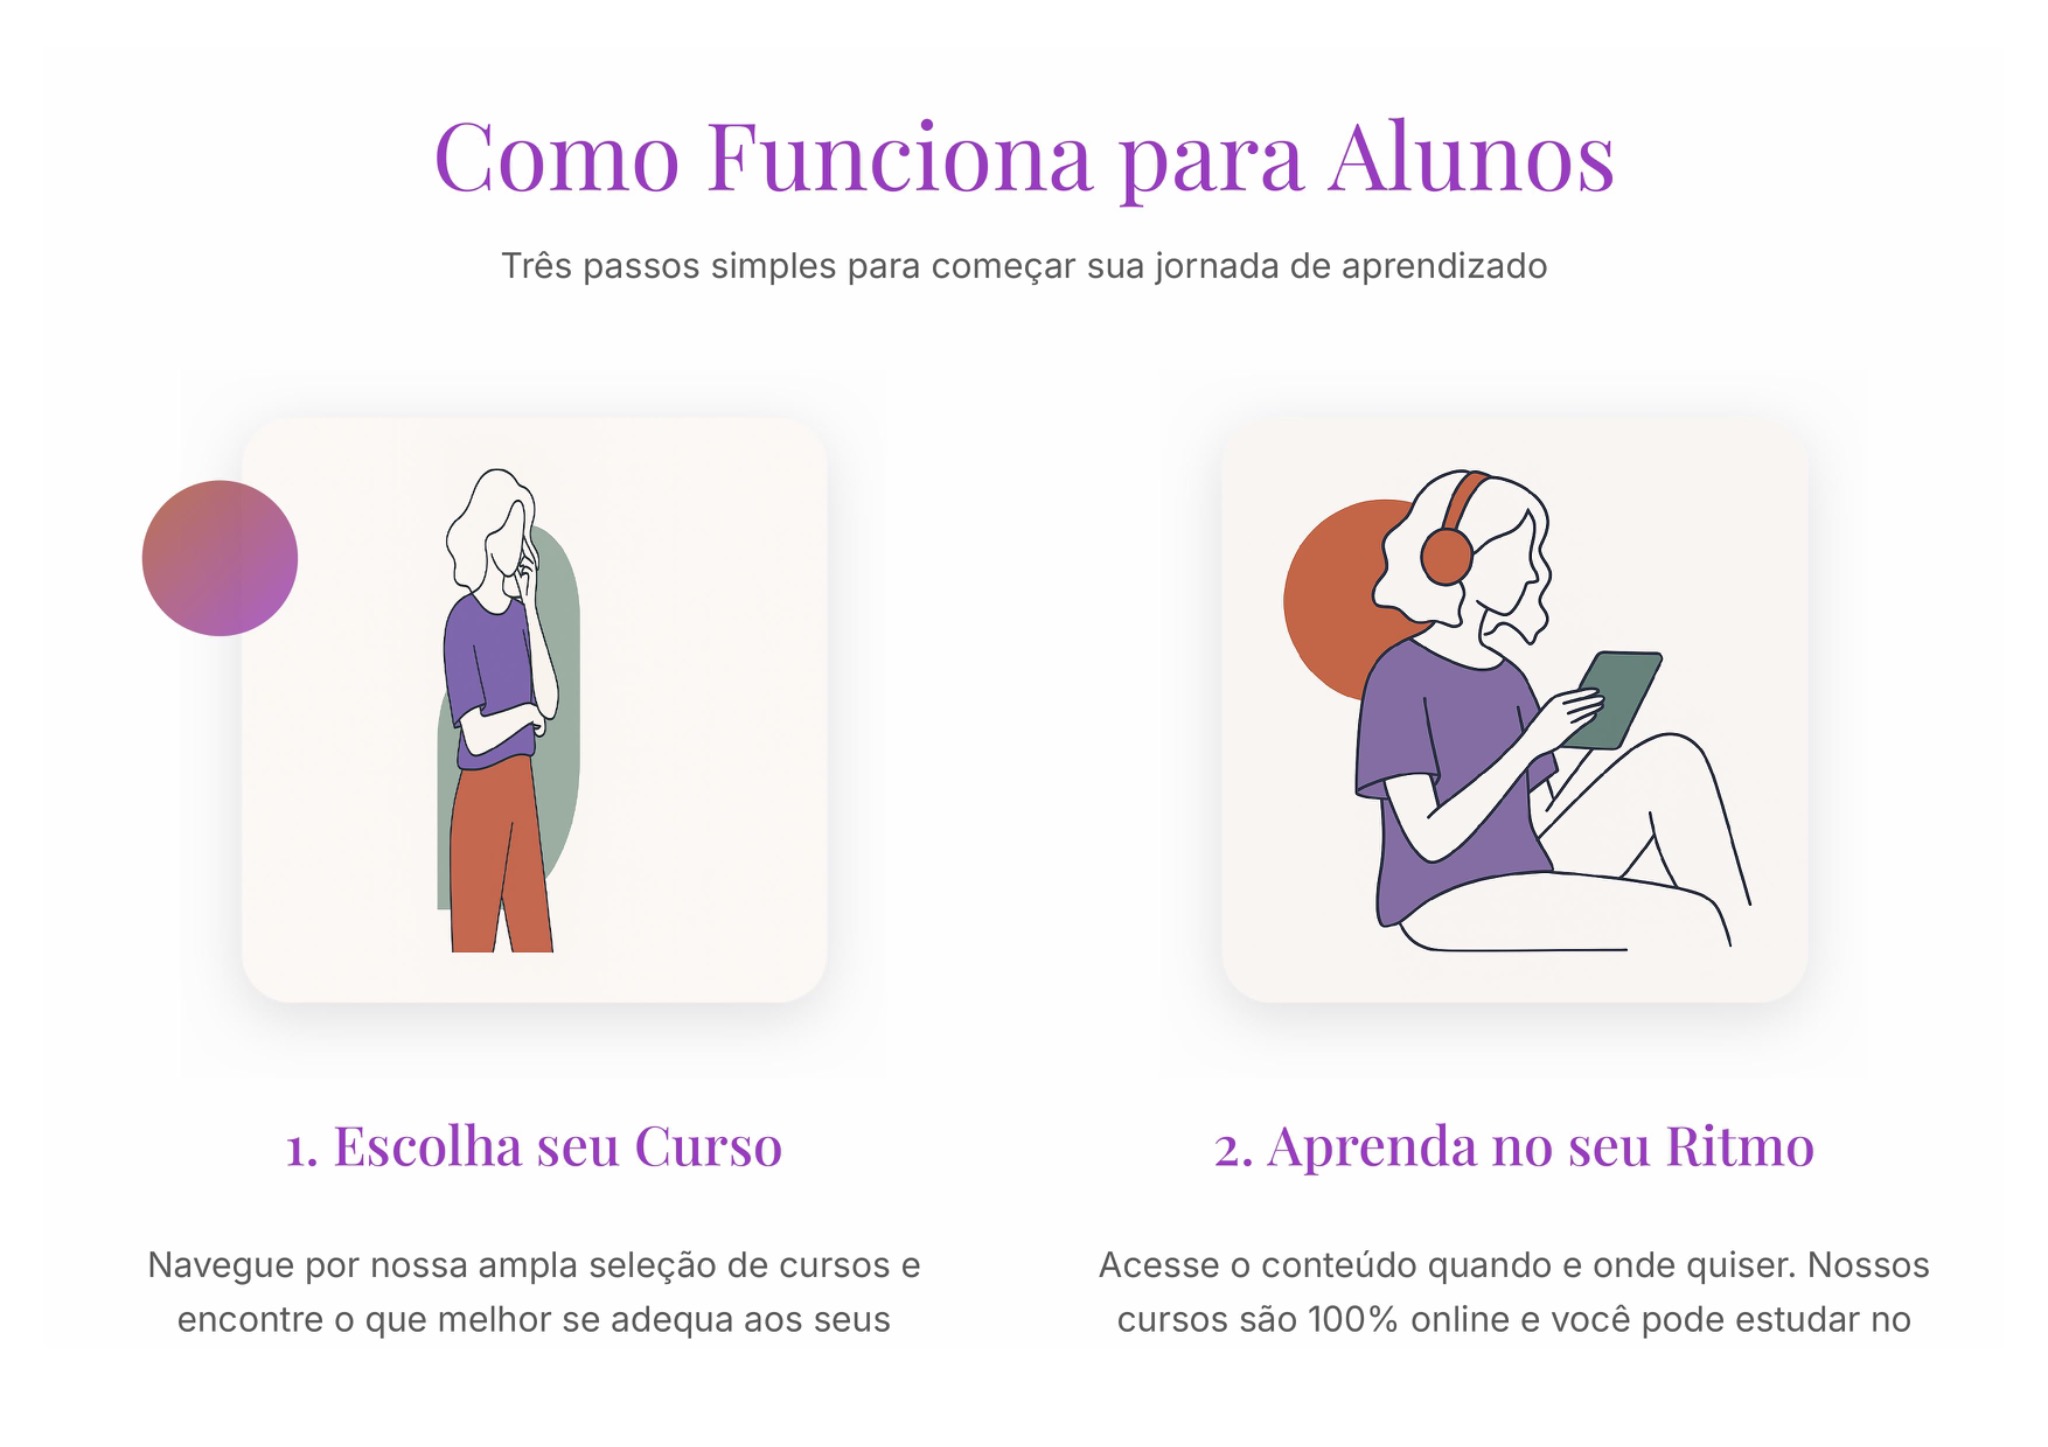 Como Funciona para Alunos
Três passos simples para começar sua jornada de aprendizado
1. Escolha seu Curso
Navegue por nossa ampla seleção de cursos e
encontre o que melhor se adequa aos seus
2. Aprenda no seu Ritmo
Acesse o conteúdo quando e onde quiser. Nossos
cursos são 100% online e você pode estudar no